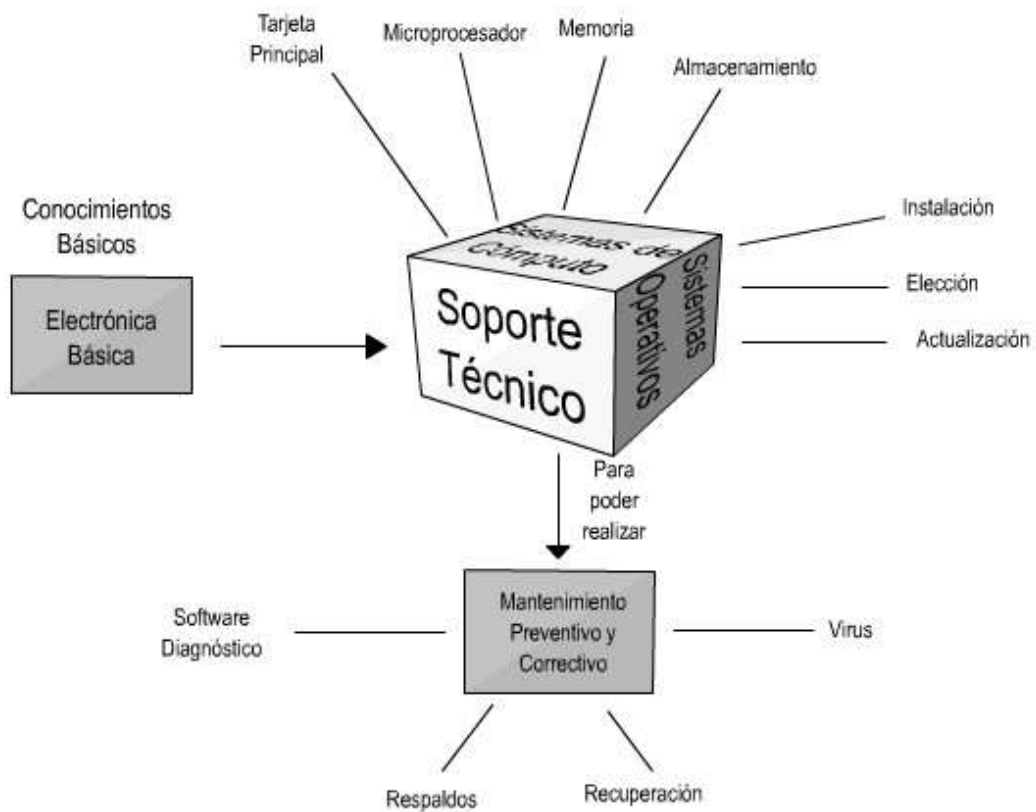 Tarjeta
Principal
Microprocesador
Memoria
Almacenamiento
Conocimientos
Básicos
Electrónica
Básica
Sistemas de
Cómputo
Soporte
Técnico
Sistemas
Operativos
Instalación
Elección
Actualización
Para
poder
realizar
Mantenimiento
Preventivo y
Correctivo
Software
Diagnóstico
Virus
Respaldos
Recuperación